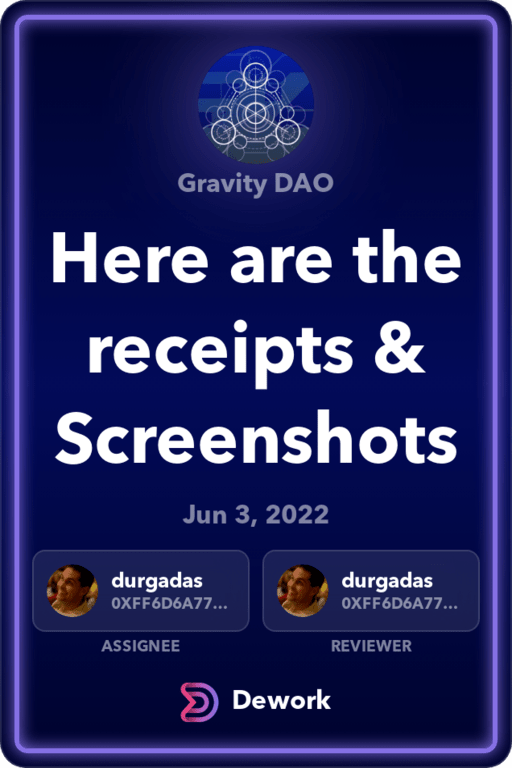 Gravity DAO
Here are the
receipts &
Screenshots
Jun 3, 2022
durgadas
0XFF6D6A77...
ASSIGNEE
durgadas
0XFF6D6A77...
REVIEWER
Dework